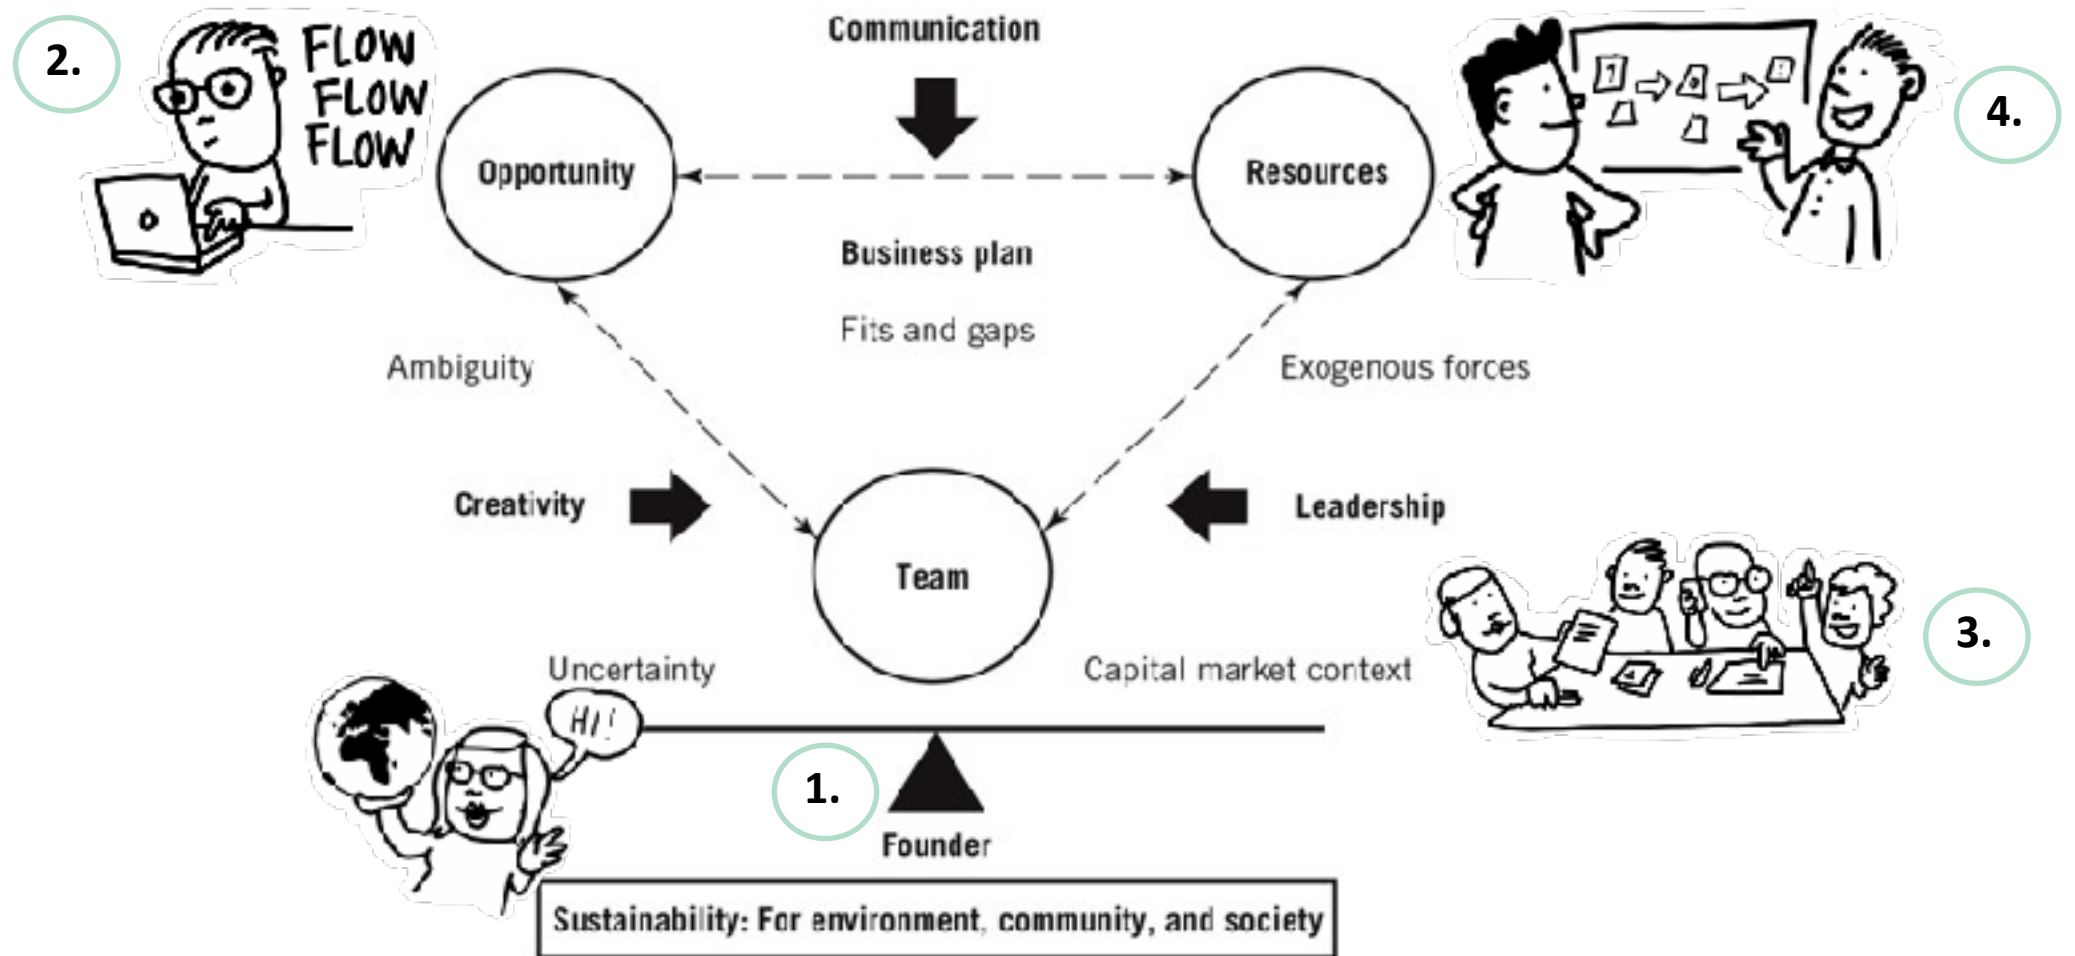 Communication
2.
FLOW
FLOW
FLOW
4.
Opportunity
Resources
Business plan
Fits and gaps
Ambiguity
Exogenous forces
Creativity
Leadership
Team
3.
Uncertainty
Capital market context
HI!
1.
Founder
Sustainability: For environment, community, and society